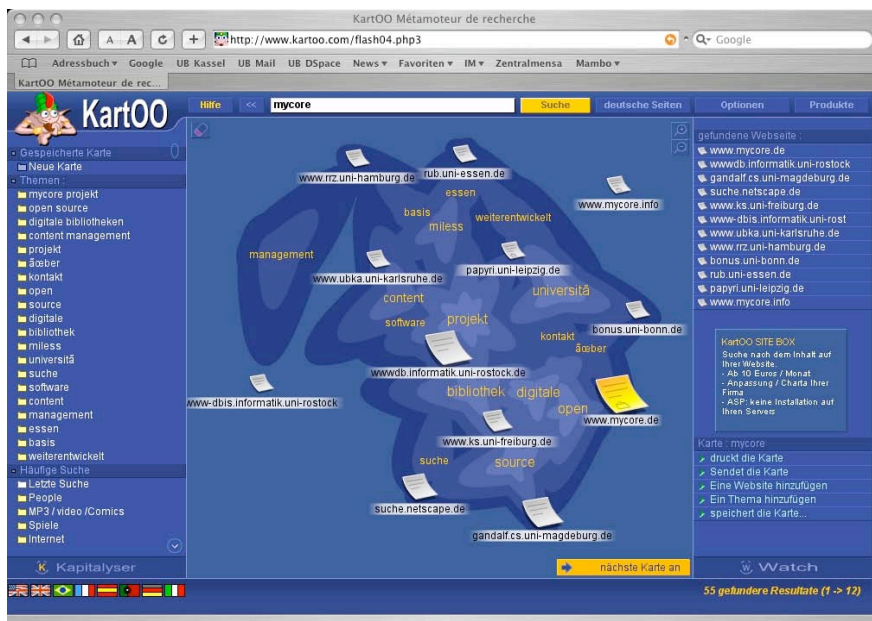 KartOO Métamoteur de recherche
A A C + http://www.kartoo.com/flash04.php3 Q- Google
Adressbuch Google UB Kassel UB Mail UB DSpace News Favoriten IM Zentralmensa Mambo
KartOO Métamoteur de rec...
KartOO
Hilfe << mycore Suche deutsche Seiten Optionen Produkte
Gespeicherte Karte
Neue Karte
Themen :
mycore projekt
open source
digitale bibliotheken
content management
projekt
ãœber
kontakt
open
source
digitale
bibliothek
miless
universitã
suche
software
content
management
essen
basis
weiterentwickelt
Häufige Suche
Letzte Suche
People
MP3 / video /Comics
Spiele
Internet
Kapitalyser
www.rrz.uni-hamburg.de
rub.uni-essen.de
essen
www.mycore.info
basis
weiterentwickelt
miless
management
papyri.uni-leipzig.de
www.ubka.uni-karlsruhe.de
universitã
content
software
projekt
bonus.uni-bonn.de
kontakt
ãœber
wwwdb.informatik.uni-rostock.de
bibliothek digitale
www-dbis.informatik.uni-rostock
open
www.mycore.de
www.ks.uni-freiburg.de
suche
source
suche.netscape.de
gandalf.cs.uni-magdeburg.de
nächste Karte an
gefundene Webseite :
www.mycore.de
wwwdb.informatik.uni-rostock
gandalf.cs.uni-magdeburg.de
suche.netscape.de
www.ks.uni-freiburg.de
www-dbis.informatik.uni-rost
www.ubka.uni-karlsruhe.de
www.rrz.uni-hamburg.de
bonus.uni-bonn.de
rub.uni-essen.de
papyri.uni-leipzig.de
www.mycore.info
KartOO SITE BOX
Suche nach dem Inhalt auf
Ihrer Website.
- Ab 10 Euros / Monat
- Anpassung / Charta Ihrer
Firma
- ASP: keine Installation auf
Ihren Servers
Karte : mycore
druckt die Karte
Sendet die Karte
Eine Website hinzufügen
Ein Thema hinzufügen
speichert die Karte...
Watch
55 gefundere Resultate (1 -> 12)